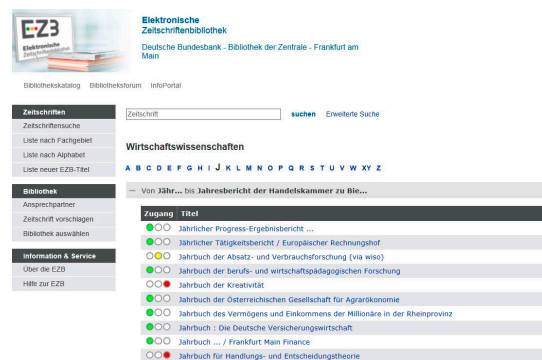 EZB
Elektronische
Zeitschriftenbibliothek
Elektronische
Zeitschriftenbibliothek
Deutsche Bundesbank - Bibliothek der Zentrale - Frankfurt am
Main
Bibliothekskatalog Bibliotheksforum InfoPortal
Zeitschriften
Zeitschriftensuche
Liste nach Fachgebiet
Liste nach Alphabet
Liste neuer EZB-Titel
Bibliothek
Ansprechpartner
Zeitschrift vorschlagen
Bibliothek auswählen
Information & Service
Über die EZB
Hilfe zur EZB
Zeitschrift suchen Erweiterte Suche
Wirtschaftswissenschaften
A B C D E F G H I J K L M N O P Q R S T U V W XY Z
— Von Jähr... bis Jahresbericht der Handelskammer zu Bie...
Zugang Titel
Jährlicher Progress-Ergebnisbericht ...
Jährlicher Tätigkeitsbericht / Europäischer Rechnungshof
Jahrbuch der Absatz- und Verbrauchsforschung (via wiso)
Jahrbuch der berufs- und wirtschaftspädagogischen Forschung
Jahrbuch der Kreativität
Jahrbuch der Österreichischen Gesellschaft für Agrarökonomie
Jahrbuch des Vermögens und Einkommens der Millionäre in der Rheinprovinz
Jahrbuch : Die Deutsche Versicherungswirtschaft
Jahrbuch ... / Frankfurt Main Finance
Jahrbuch für Handlungs- und Entscheidungstheorie